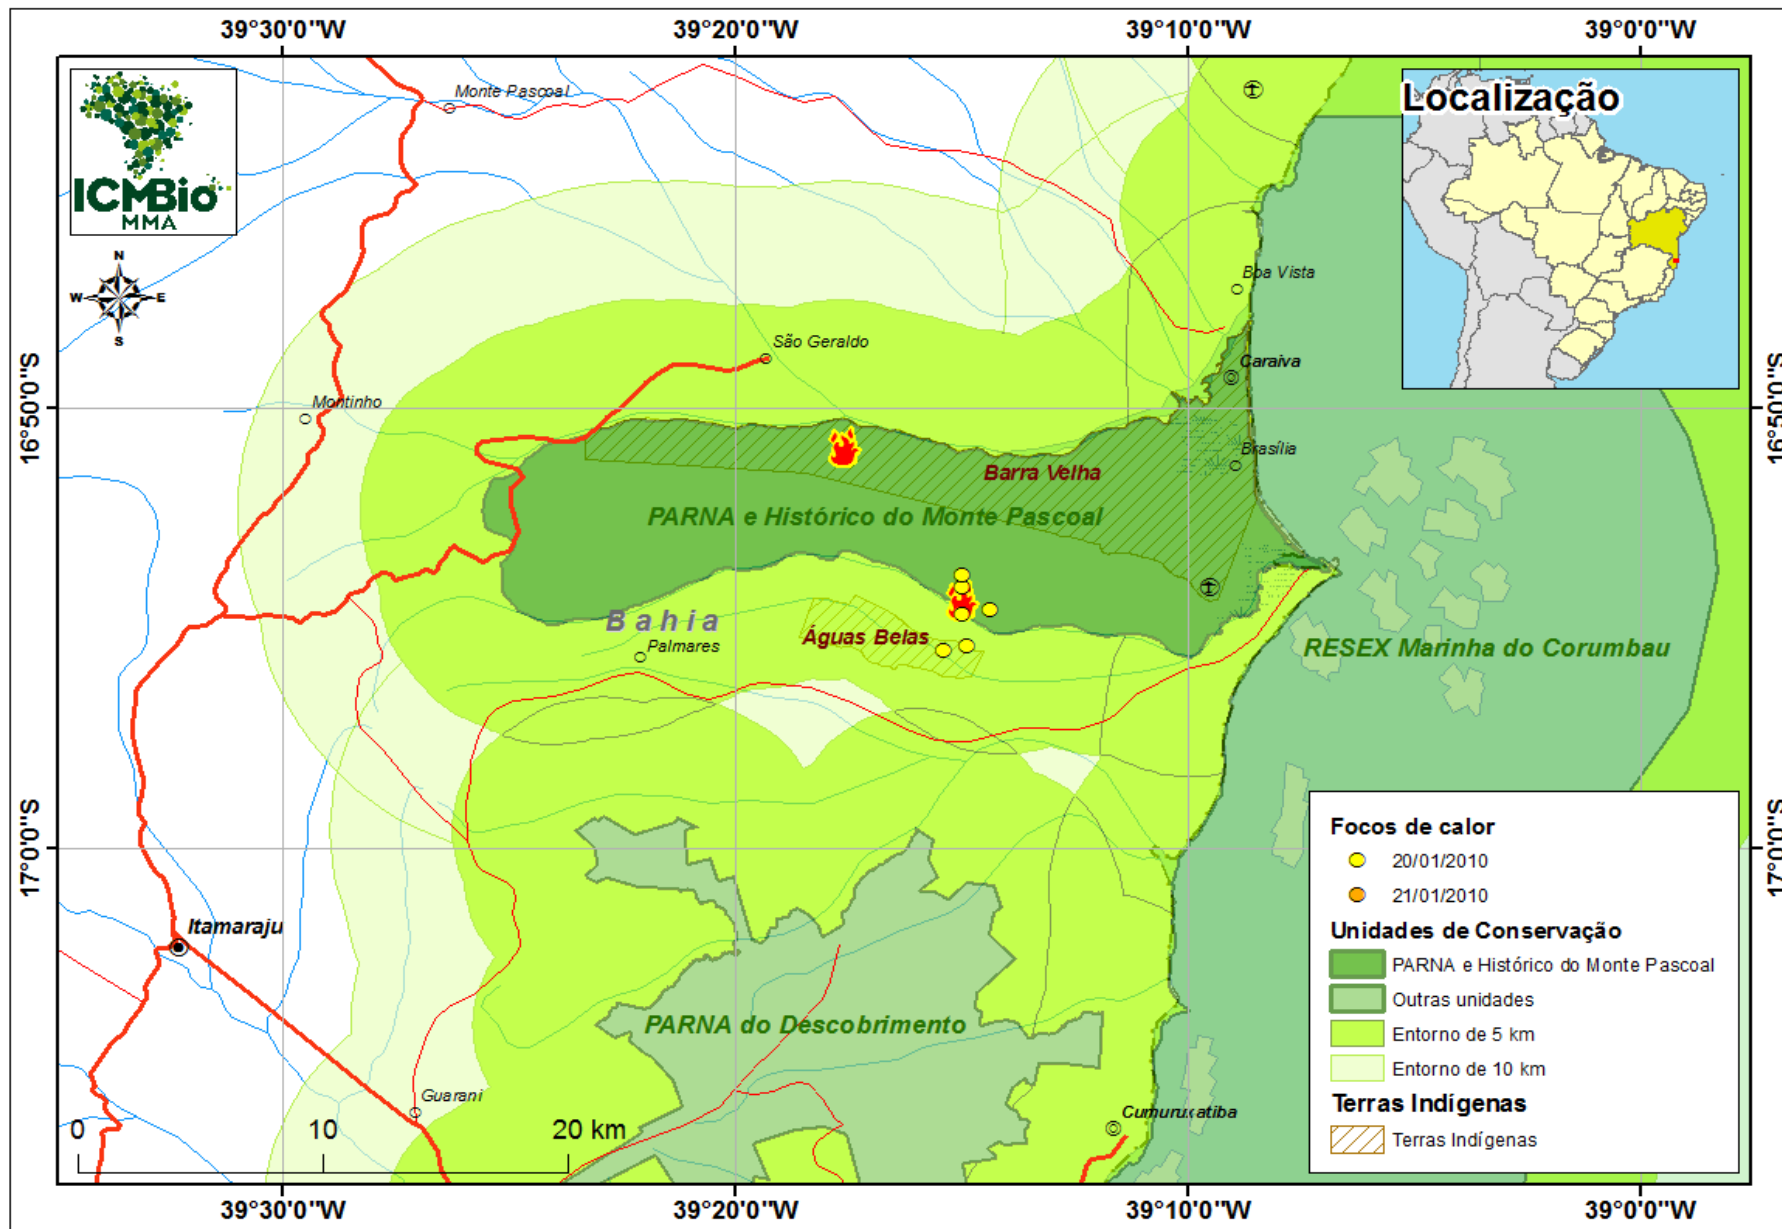 39°30'0"W
39°20'0"W
39°10'0"W
39°0'0"W
ICMBio
MMA
N
W
E
S
Monte Pascoal
Localização
Boa Vista
São Geraldo
Caraíva
16°50'0"S
16°50'0"S
Montinho
Brasília
Barra Velha
PARNA e Histórico do Monte Pascoal
Bahia
Águas Belas
Palmares
RESEX Marinha do Corumbau
17°0'0"S
17°0'0"S
Focos de calor
20/01/2010
21/01/2010
Unidades de Conservação
PARNA e Histórico do Monte Pascoal
Outras unidades
Entorno de 5 km
Entorno de 10 km
Terras Indígenas
Terras Indígenas
Itamaraju
PARNA do Descobrimento
Guarani
Cumuruxatiba
0
10
20 km
39°30'0"W
39°20'0"W
39°10'0"W
39°0'0"W